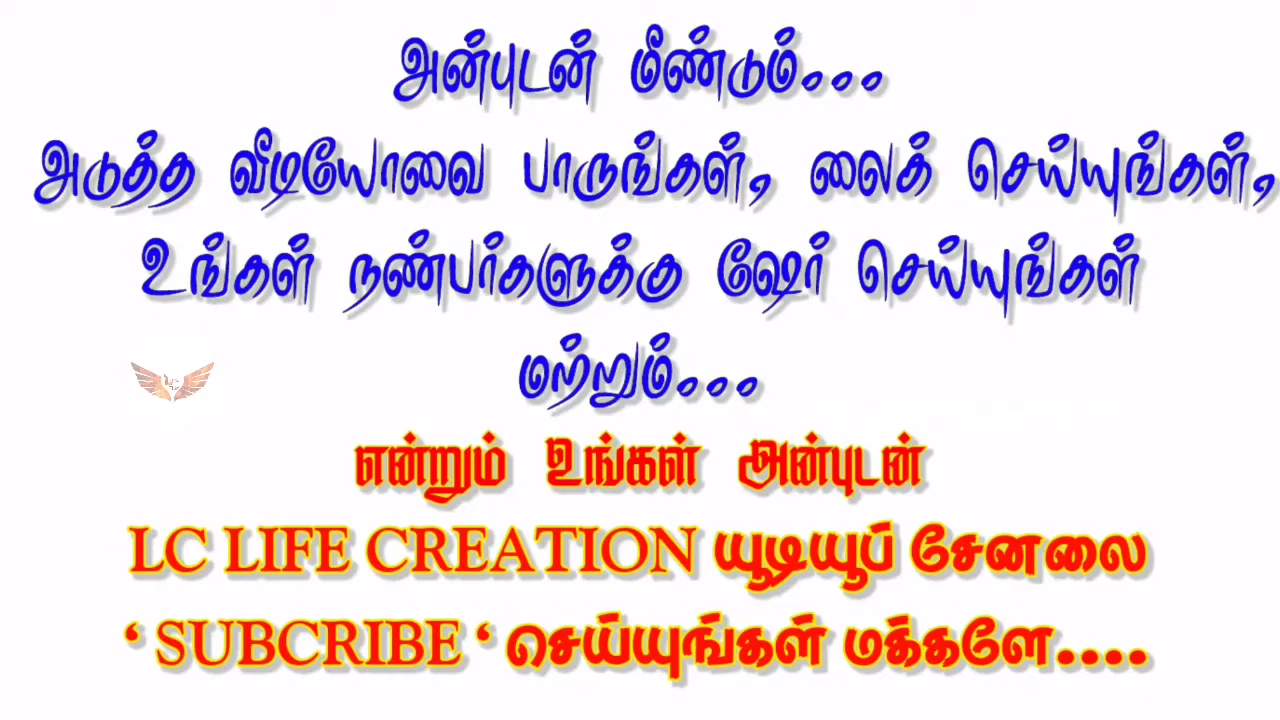 அன்புடன் மீண்டும்...
அடுத்த வீடியோவை பாருங்கள், லைக் செய்யுங்கள்,
உங்கள் நண்பர்களுக்கு ஷேர் செய்யுங்கள்
மற்றும்...
என்றும் உங்கள் அன்புடன்
LC LIFE CREATION யூடியூப் சேனலை
‘ SUBCRIBE ‘ செய்யுங்கள் மக்களே....